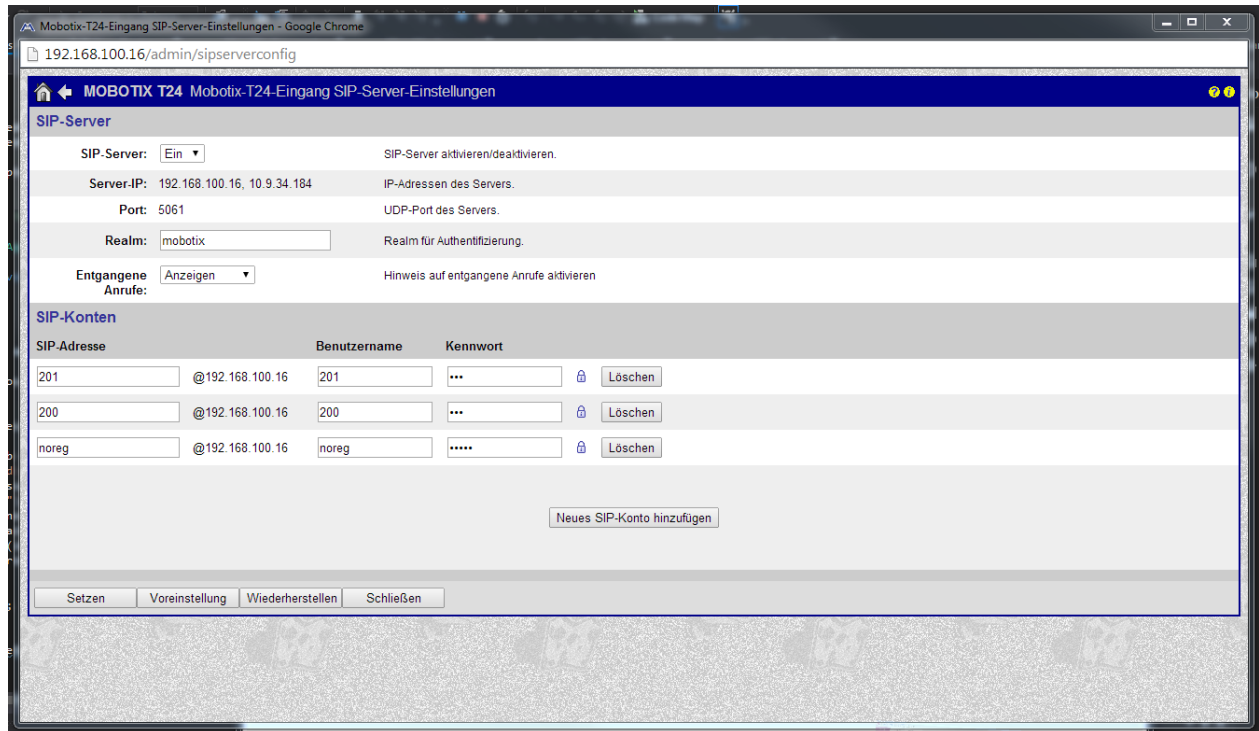 Mobotix-T24-Eingang SIP-Server-Einstellungen - Google Chrome
192.168.100.16/admin/sipserverconfig
MOBOTIX T24 Mobotix-T24-Eingang SIP-Server-Einstellungen
SIP-Server
SIP-Server: Ein SIP-Server aktivieren/deaktivieren.
Server-IP: 192.168.100.16, 10.9.34.184 IP-Adressen des Servers.
Port: 5061 UDP-Port des Servers.
Realm: mobotix Realm für Authentifizierung.
Entgangene Anzeigen Hinweis auf entgangene Anrufe aktivieren
Anrufe:
SIP-Konten
SIP-Adresse Benutzername Kennwort
201 @192.168.100.16 201 ••• Löschen
200 @192.168.100.16 200 ••• Löschen
noreg @192.168.100.16 noreg ••••• Löschen
Neues SIP-Konto hinzufügen
Setzen Voreinstellung Wiederherstellen Schließen